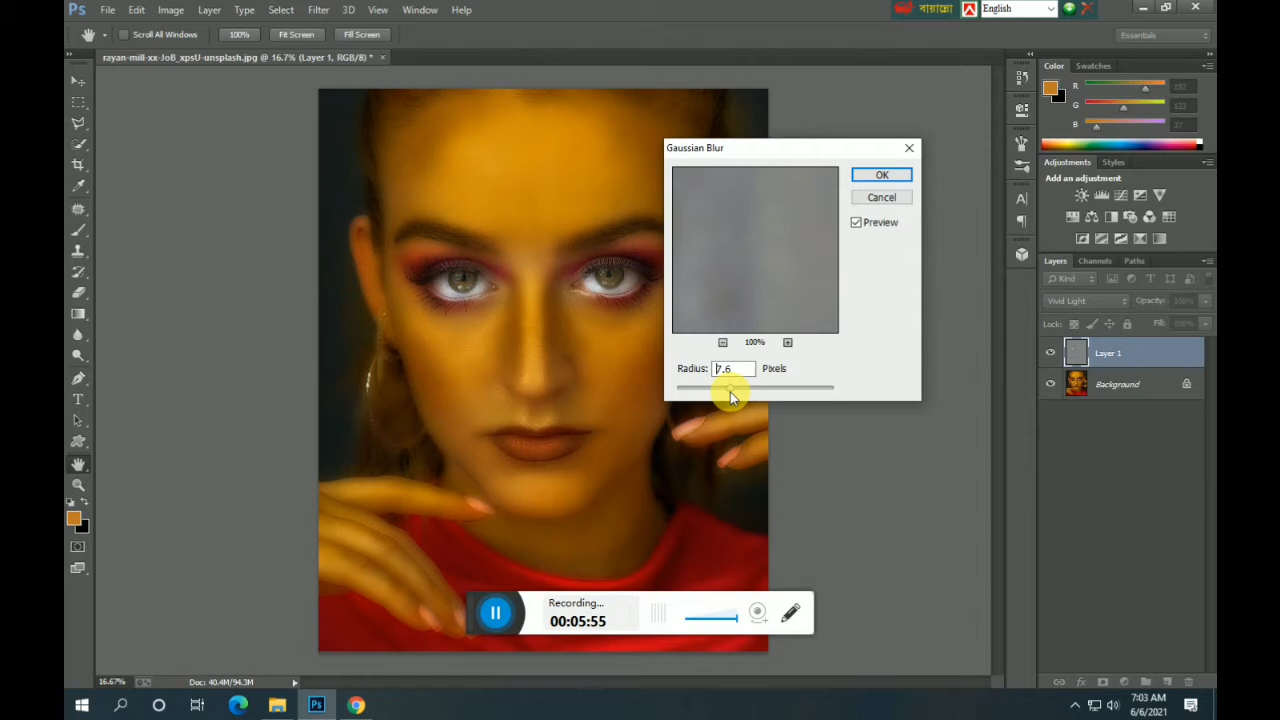 Ps File Edit Image Layer Type Select Filter 3D View Window Help
বায়ান্নো English
Scroll All Windows 100% Fit Screen Fill Screen Essentials
rayan-mill-xx-JoB_xpsU-unsplash.jpg @ 16.7% (Layer 1, RGB/8) *
Color Swatches
R 192
G 123
B 37
Gaussian Blur
OK
Cancel
Preview
100%
Radius: 7.6 Pixels
Adjustments Styles
Add an adjustment
Layers Channels Paths
Kind
Vivid Light Opacity: 100%
Lock: Fill: 100%
Layer 1
Background
Recording...
00:05:55
16.67% Doc: 40.4M/94.3M
Ps
7:03 AM
6/6/2021